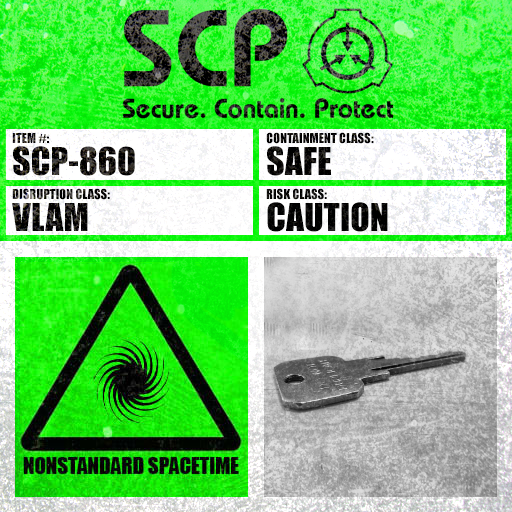 SCP
Secure. Contain. Protect
ITEM #:
SCP-860
CONTAINMENT CLASS:
SAFE
DISRUPTION CLASS:
VLAM
RISK CLASS:
CAUTION
NONSTANDARD SPACETIME